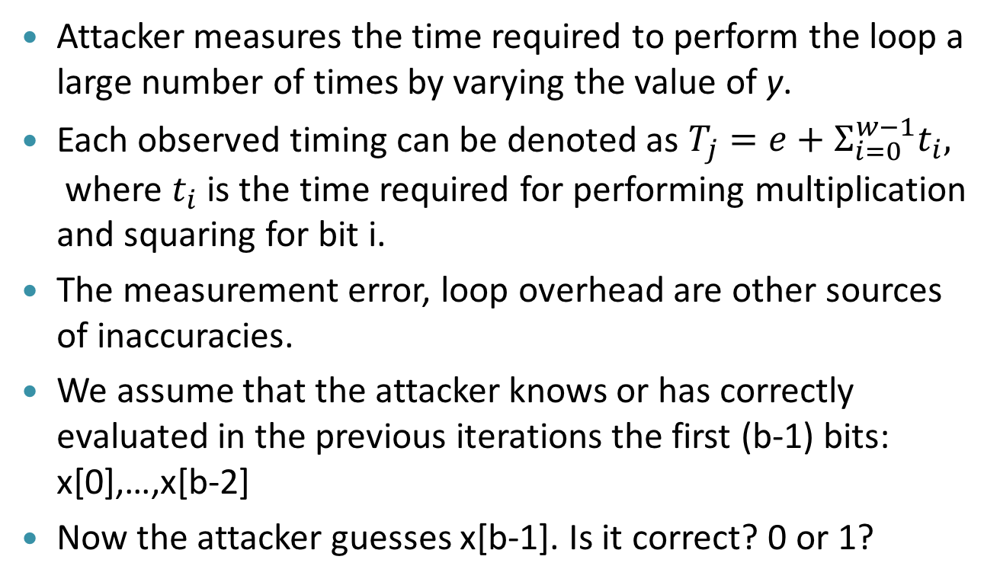 • Attacker measures the time required to perform the loop a
large number of times by varying the value of y.
• Each observed timing can be denoted as $T_j = e + \Sigma_{i=0}^{w-1} t_i$,
where $t_i$ is the time required for performing multiplication
and squaring for bit i.
• The measurement error, loop overhead are other sources
of inaccuracies.
• We assume that the attacker knows or has correctly
evaluated in the previous iterations the first (b-1) bits:
x[0],…,x[b-2]
• Now the attacker guesses x[b-1]. Is it correct? 0 or 1?